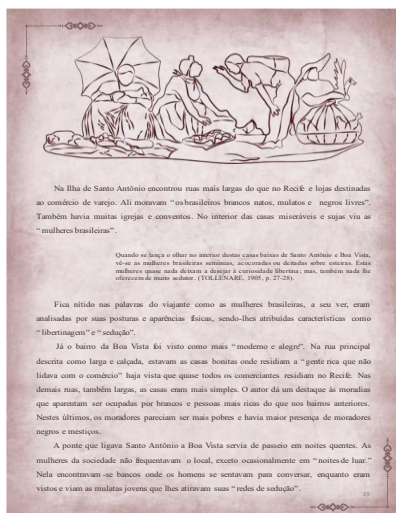 Na Ilha de Santo Antônio encontrou ruas mais largas do que no Recife e lojas destinadas
ao comércio de varejo. Ali moravam "os brasileiros brancos natos, mulatos e negros livres".
Também havia muitas igrejas e conventos. No interior das casas miseráveis e sujas viu as
"mulheres brasileiras".
Quando se lança o olhar no interior destas casas baixas de Santo Antônio e Boa Vista,
vê-se as mulheres brasileiras seminuas, acocoradas ou deitadas sobre esteiras. Estas
mulheres quase nada deixam a desejar à curiosidade libertina; mas, também nada lhe
oferecem de muito sedutor. (TOLLENARE, 1905, p. 27-28).
Fica nítido nas palavras do viajante como as mulheres brasileiras, a seu ver, eram
analisadas por suas posturas e aparências físicas, sendo-lhes atribuídas características como
"libertinagem" e "sedução".
Já o bairro da Boa Vista foi visto como mais "moderno e alegre". Na rua principal
descrita como larga e calçada, estavam as casas bonitas onde residiam a "gente rica que não
lidava com o comércio" haja vista que quase todos os comerciantes residiam no Recife. Nas
demais ruas, também largas, as casas eram mais simples. O autor dá um destaque às moradias
que aparentam ser ocupadas por brancos e pessoas mais ricas do que nos bairros anteriores.
Nestes últimos, os moradores pareciam ser mais pobres e havia maior presença de moradores
negros e mestiços.
A ponte que ligava Santo Antônio a Boa Vista servia de passeio em noites quentes. As
mulheres da sociedade não frequentavam o local, exceto ocasionalmente em "noites de luar."
Nela encontravam-se bancos onde os homens se sentavam para conversar, enquanto eram
vistos e viam as mulatas jovens que lhes atiravam suas "redes de sedução".